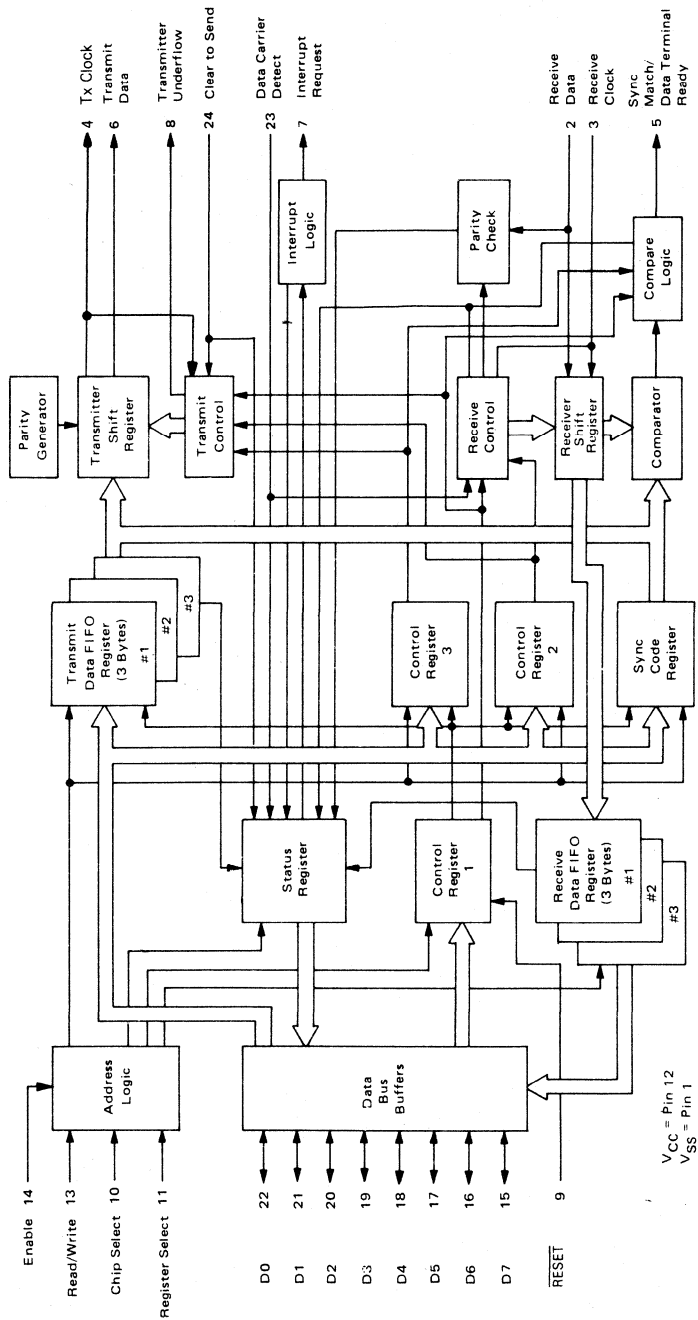 Enable 14
Read/Write 13
Chip Select 10
Register Select 11
D0 22
D1 21
D2 20
D3 19
D4 18
D5 17
D6 16
D7 15
RESET 9
VCC = Pin 12
VSS = Pin 1
Address
Logic
Data
Bus
Buffers
Status
Register
Control
Register
1
Receive
Data FIFO
Register
(3 Bytes)
#1
#2
#3
Transmit
Data FIFO
Register
(3 Bytes)
#1
#2
#3
Control
Register
3
Control
Register
2
Sync
Code
Register
Parity
Generator
Transmitter
Shift
Register
Transmit
Control
Receive
Control
Receiver
Shift
Register
Comparator
Interrupt
Logic
Parity
Check
Compare
Logic
4 Tx Clock
6 Transmit
Data
8 Transmitter
Underflow
24 Clear to Send
23 Data Carrier
Detect
7 Interrupt
Request
2 Receive
Data
3 Receive
Clock
5 Sync
Match/
Data Terminal
Ready